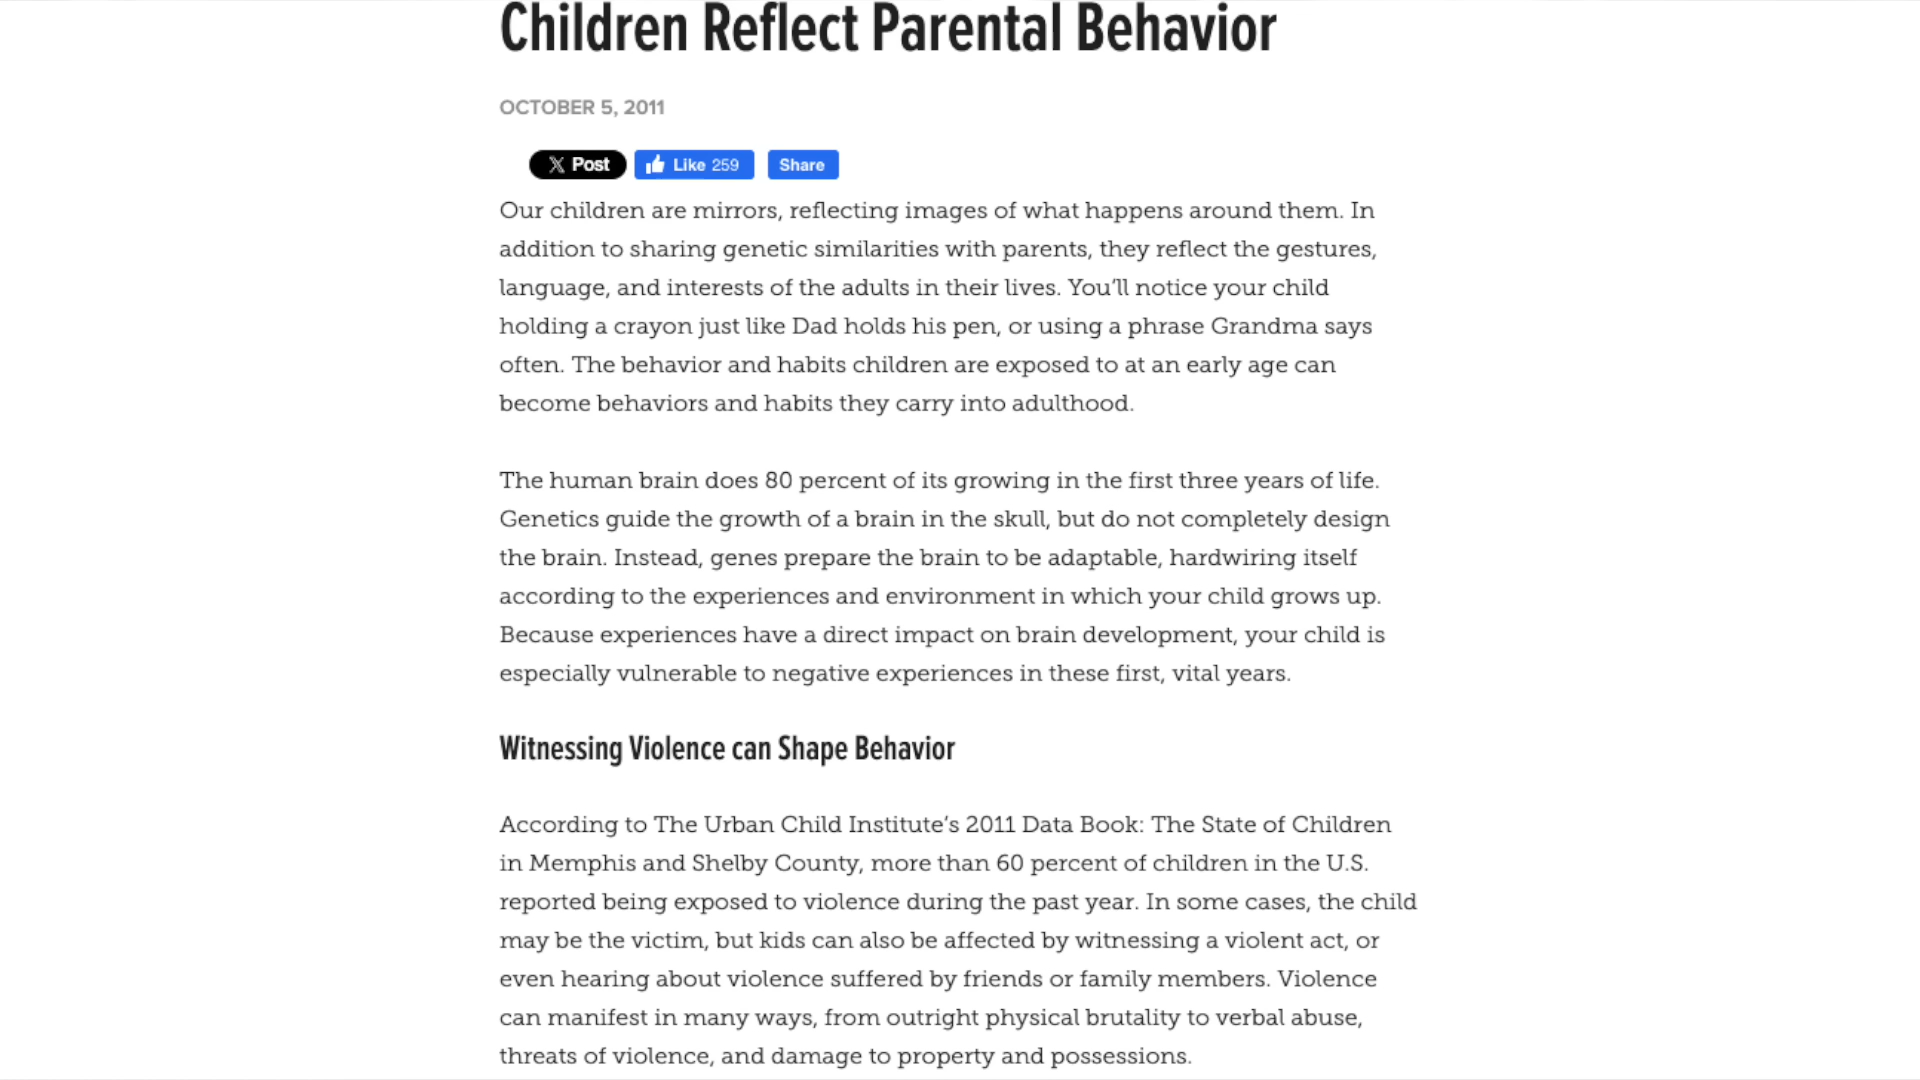 Children Reflect Parental Behavior
OCTOBER 5, 2011
X Post Like 259 Share
Our children are mirrors, reflecting images of what happens around them. In
addition to sharing genetic similarities with parents, they reflect the gestures,
language, and interests of the adults in their lives. You’ll notice your child
holding a crayon just like Dad holds his pen, or using a phrase Grandma says
often. The behavior and habits children are exposed to at an early age can
become behaviors and habits they carry into adulthood.
The human brain does 80 percent of its growing in the first three years of life.
Genetics guide the growth of a brain in the skull, but do not completely design
the brain. Instead, genes prepare the brain to be adaptable, hardwiring itself
according to the experiences and environment in which your child grows up.
Because experiences have a direct impact on brain development, your child is
especially vulnerable to negative experiences in these first, vital years.
Witnessing Violence can Shape Behavior
According to The Urban Child Institute’s 2011 Data Book: The State of Children
in Memphis and Shelby County, more than 60 percent of children in the U.S.
reported being exposed to violence during the past year. In some cases, the child
may be the victim, but kids can also be affected by witnessing a violent act, or
even hearing about violence suffered by friends or family members. Violence
can manifest in many ways, from outright physical brutality to verbal abuse,
threats of violence, and damage to property and possessions.